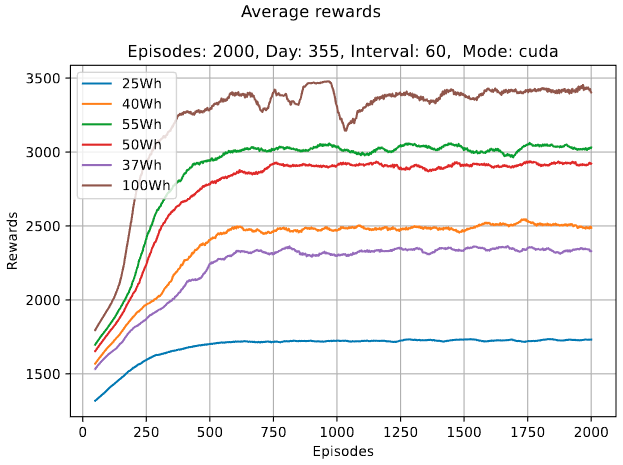 Average rewards
Episodes: 2000, Day: 355, Interval: 60,  Mode: cuda
3500
3000
2500
2000
1500
Rewards
25Wh
40Wh
55Wh
50Wh
37Wh
100Wh
0 250 500 750 1000 1250 1500 1750 2000
Episodes